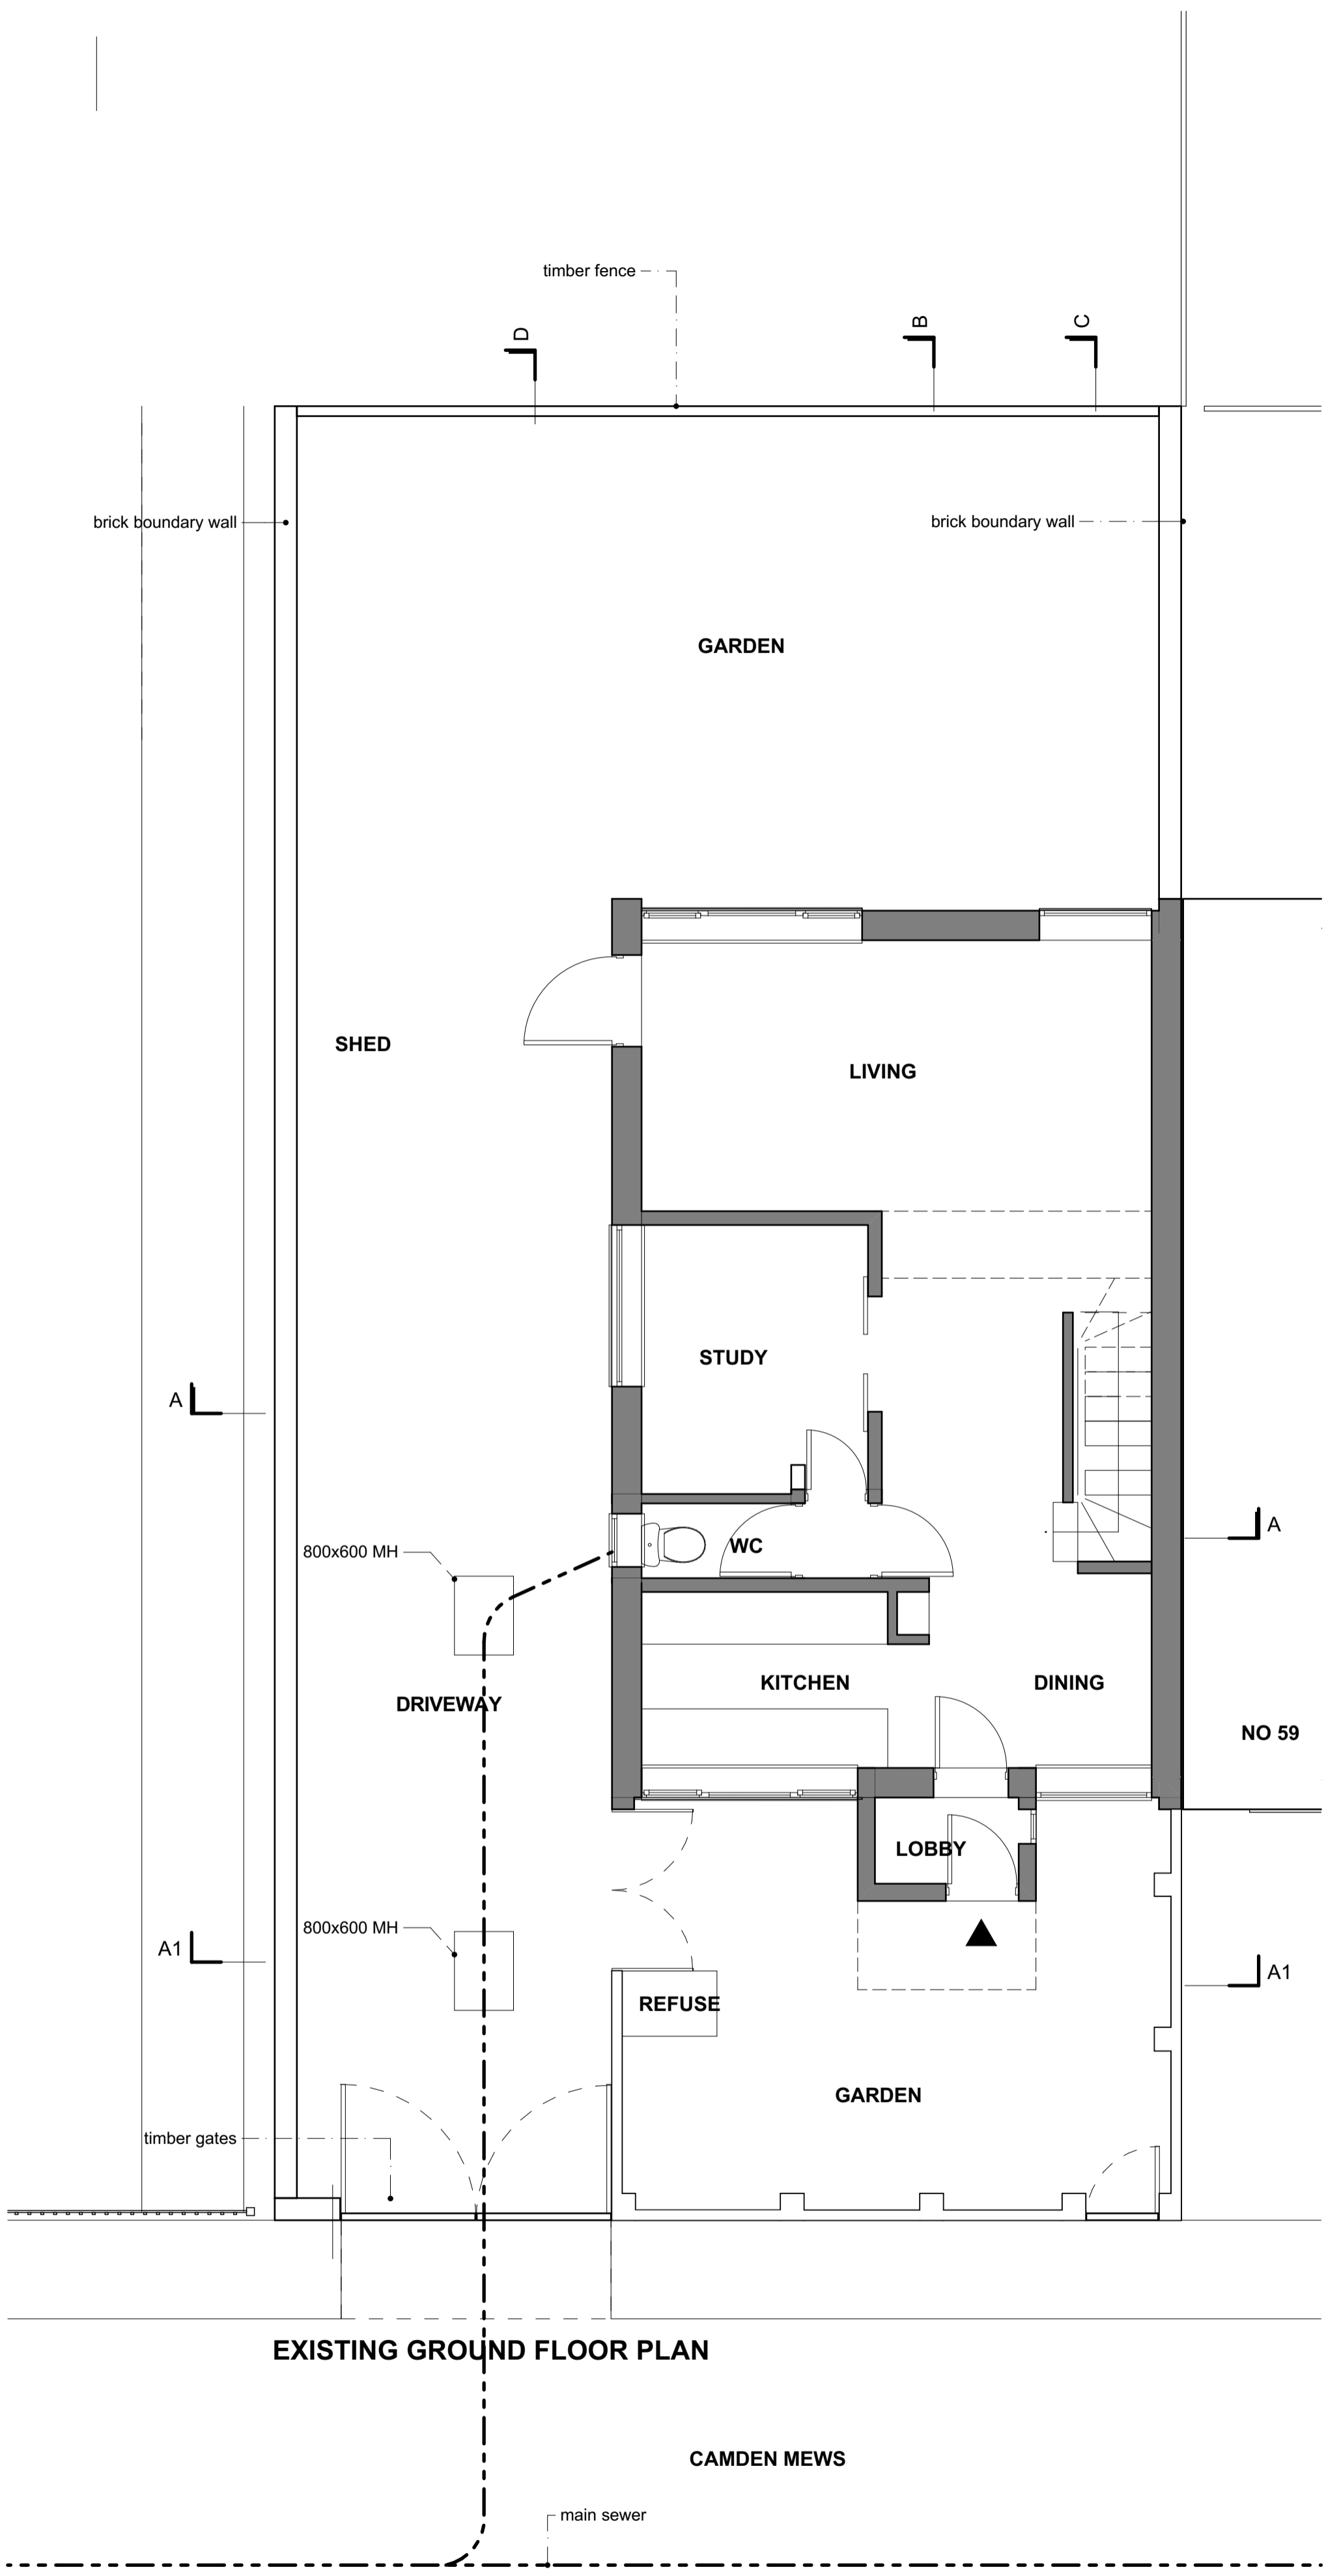 timber fence
D
B
C
brick boundary wall
brick boundary wall
GARDEN
SHED
LIVING
STUDY
A
WC
A
800x600 MH
KITCHEN
DINING
DRIVEWAY
NO 59
LOBBY
800x600 MH
A1
A1
REFUSE
GARDEN
timber gates
EXISTING GROUND FLOOR PLAN
CAMDEN MEWS
main sewer